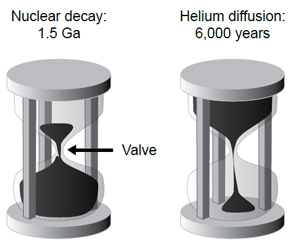 Nuclear decay:
1.5 Ga
Helium diffusion:
6,000 years
Valve